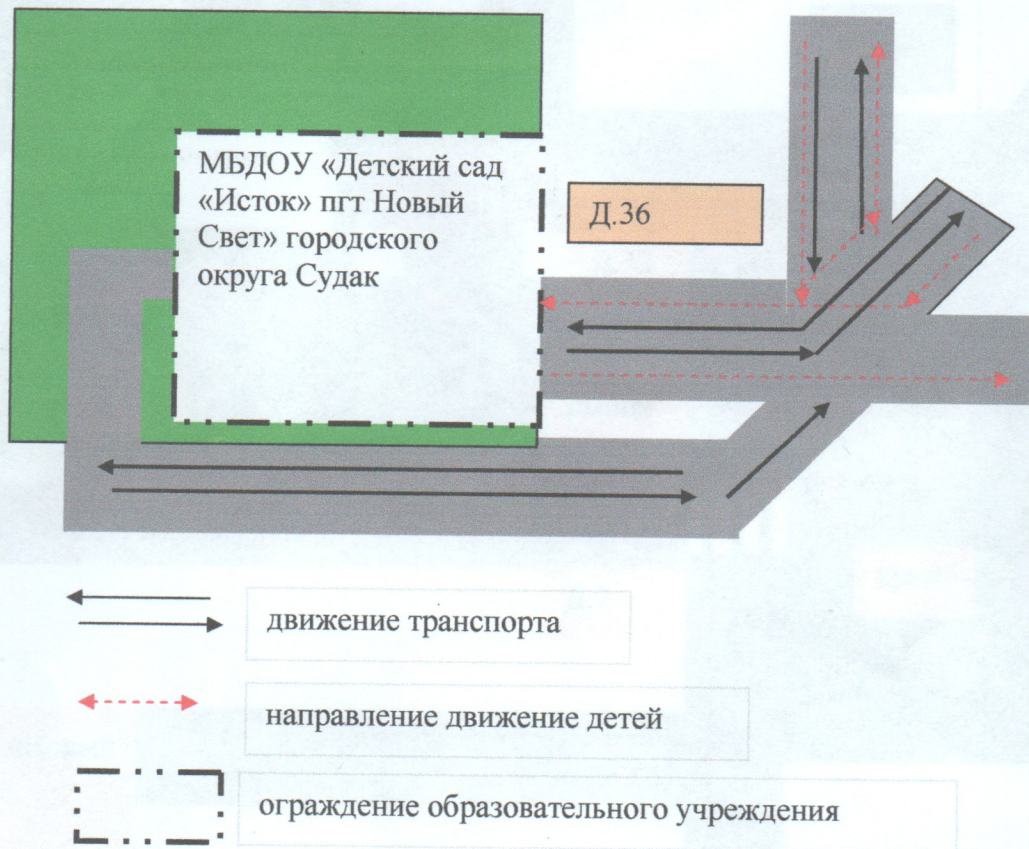 МБДОУ «Детский сад
«Исток» пгт Новый
Свет» городского
округа Судак
Д.36
движение транспорта
направление движение детей
ограждение образовательного учреждения